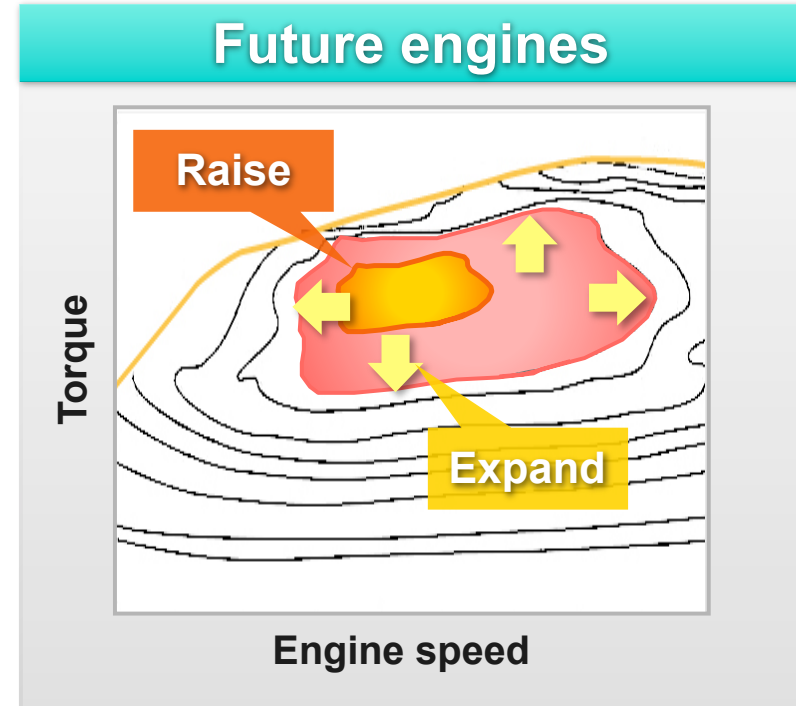 Future engines
Raise
Torque
Expand
Engine speed